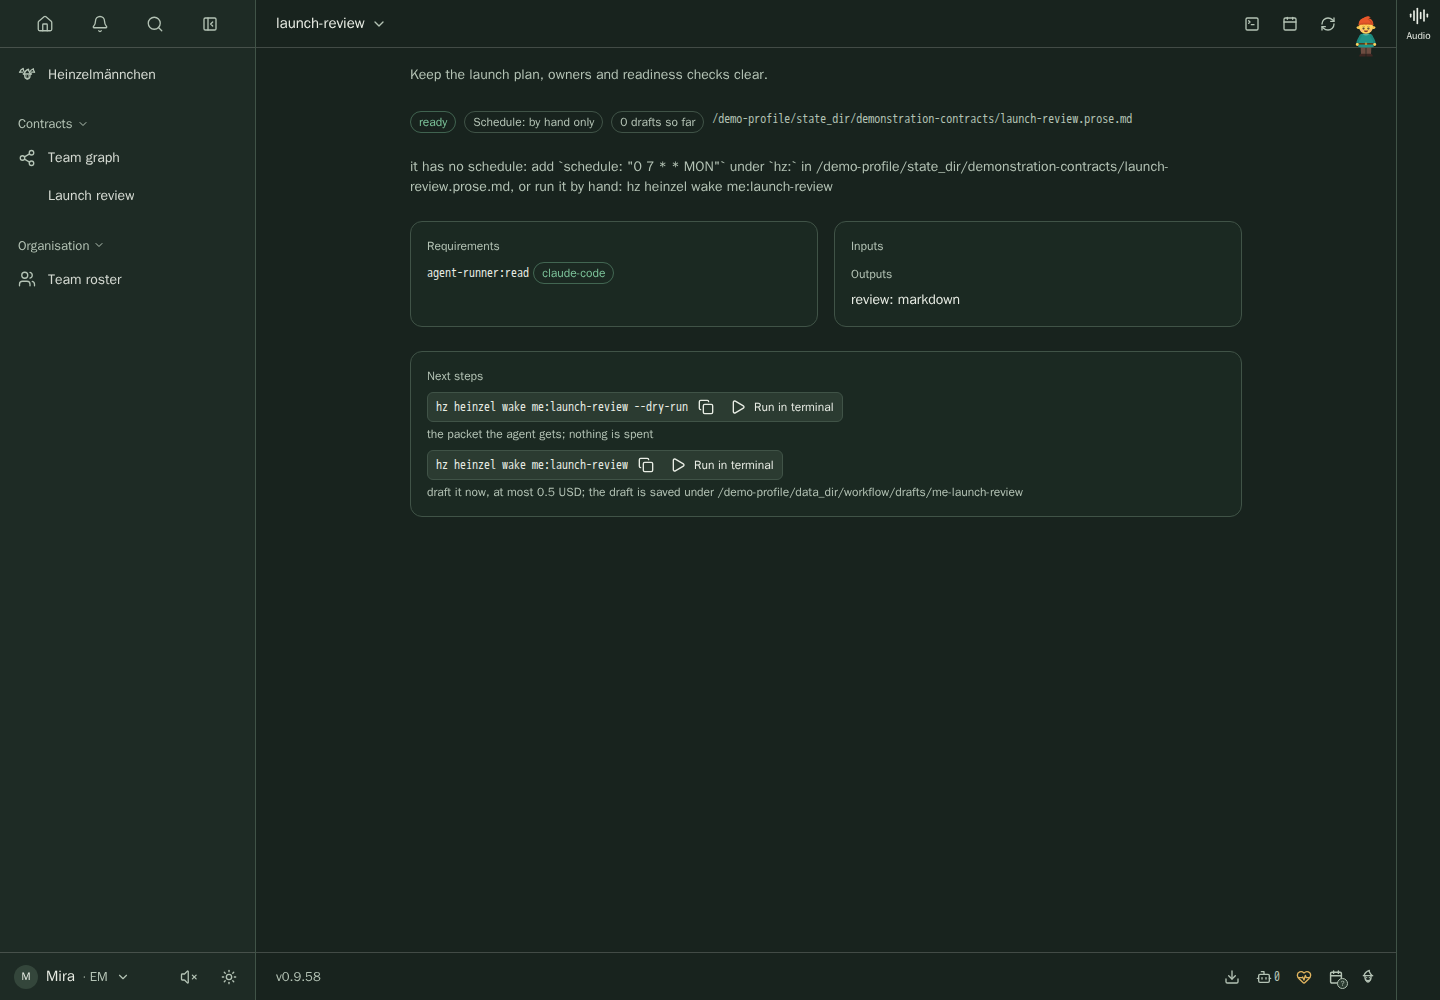 launch-review
Audio
Heinzelmännchen
Contracts
Team graph
Launch review
Organisation
Team roster
Keep the launch plan, owners and readiness checks clear.
ready
Schedule: by hand only
0 drafts so far
/demo-profile/state_dir/demonstration-contracts/launch-review.prose.md
it has no schedule: add `schedule: "0 7 * * MON"` under `hz:` in /demo-profile/state_dir/demonstration-contracts/launch-
review.prose.md, or run it by hand: hz heinzel wake me:launch-review
Requirements
agent-runner:read claude-code
Inputs
Outputs
review: markdown
Next steps
hz heinzel wake me:launch-review --dry-run Run in terminal
the packet the agent gets; nothing is spent
hz heinzel wake me:launch-review Run in terminal
draft it now, at most 0.5 USD; the draft is saved under /demo-profile/data_dir/workflow/drafts/me-launch-review
M Mira · EM
v0.9.58
0
?